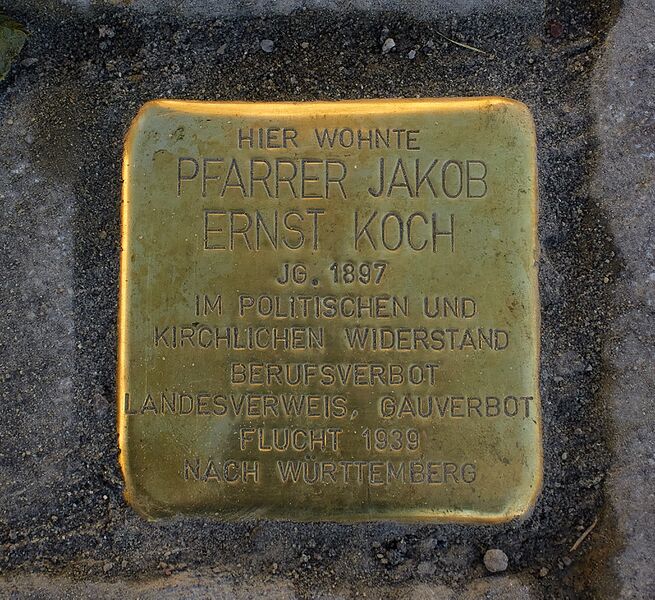 HIER WOHNTE
PFARRER JAKOB
ERNST KOCH
JG. 1897
IM POLITISCHEN UND
KIRCHLICHEN WIDERSTAND
BERUFSVERBOT
LANDESVERWEIS, GAUVERBOT
FLUCHT 1939
NACH WÜRTTEMBERG